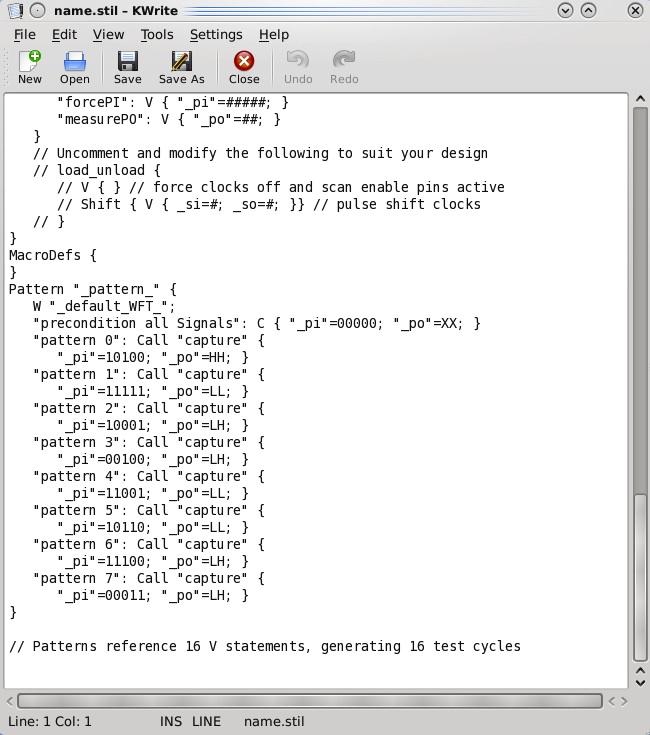 name.stil – KWrite
File Edit View Tools Settings Help
New Open Save Save As Close Undo Redo
"forcePI": V { "_pi"=#####; }
"measurePO": V { "_po"=##; }
}
// Uncomment and modify the following to suit your design
// load_unload {
// V { } // force clocks off and scan enable pins active
// Shift { V { _si=#; _so=#; }} // pulse shift clocks
// }
}
MacroDefs {
}
Pattern "_pattern_" {
W "_default_WFT_";
"precondition all Signals": C { "_pi"=00000; "_po"=XX; }
"pattern 0": Call "capture" {
"_pi"=10100; "_po"=HH; }
"pattern 1": Call "capture" {
"_pi"=11111; "_po"=LL; }
"pattern 2": Call "capture" {
"_pi"=10001; "_po"=LH; }
"pattern 3": Call "capture" {
"_pi"=00100; "_po"=LH; }
"pattern 4": Call "capture" {
"_pi"=11001; "_po"=LL; }
"pattern 5": Call "capture" {
"_pi"=10110; "_po"=LL; }
"pattern 6": Call "capture" {
"_pi"=11100; "_po"=LH; }
"pattern 7": Call "capture" {
"_pi"=00011; "_po"=LH; }
}
// Patterns reference 16 V statements, generating 16 test cycles
Line: 1 Col: 1 INS LINE name.stil